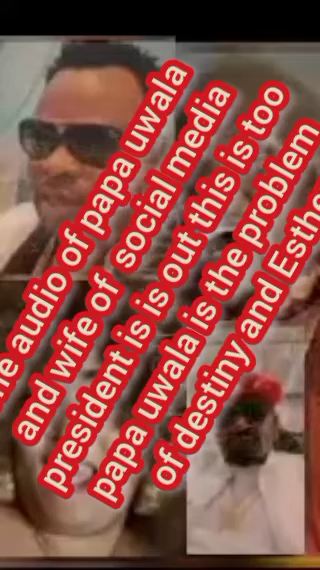 he audio of papa uwala
and wife of social media
president is is out this is too
papa uwala is the problem
of destiny and Esthe